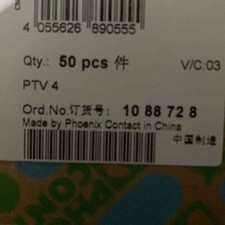 4 055626 890555
Qty.: 50 pcs 件 V/C:03
PTV 4
Ord.No.订货号: 10 88 72 8
Made by Phoenix Contact in China
中国制造